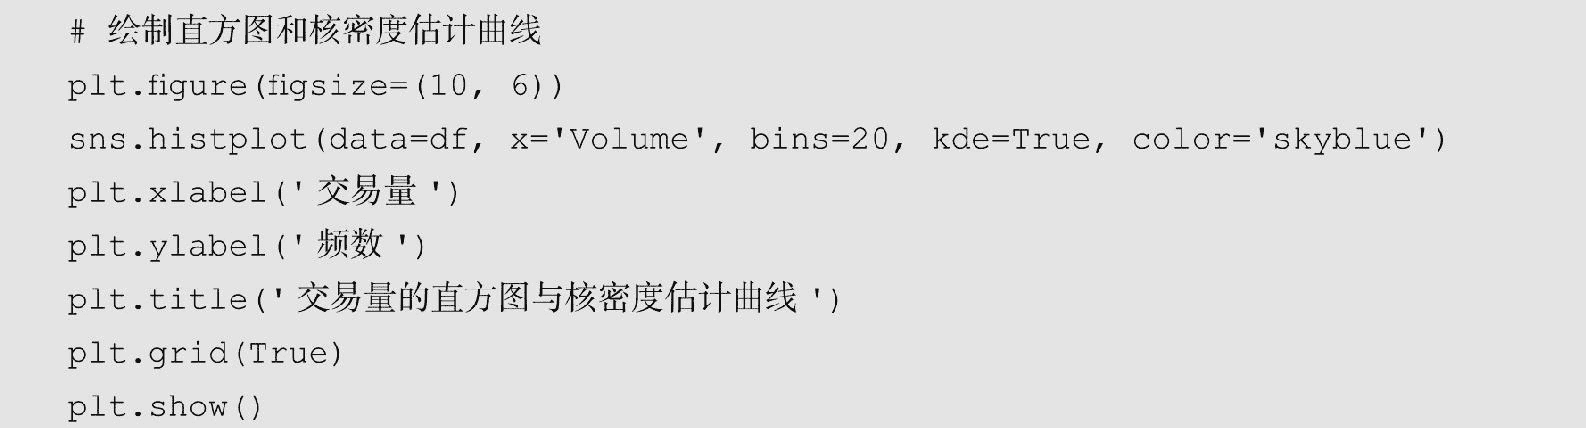 # 绘制直方图和核密度估计曲线
plt.figure(figsize=(10, 6))
sns.histplot(data=df, x='Volume', bins=20, kde=True, color='skyblue')
plt.xlabel(' 交易量 ')
plt.ylabel(' 频数 ')
plt.title(' 交易量的直方图与核密度估计曲线 ')
plt.grid(True)
plt.show()